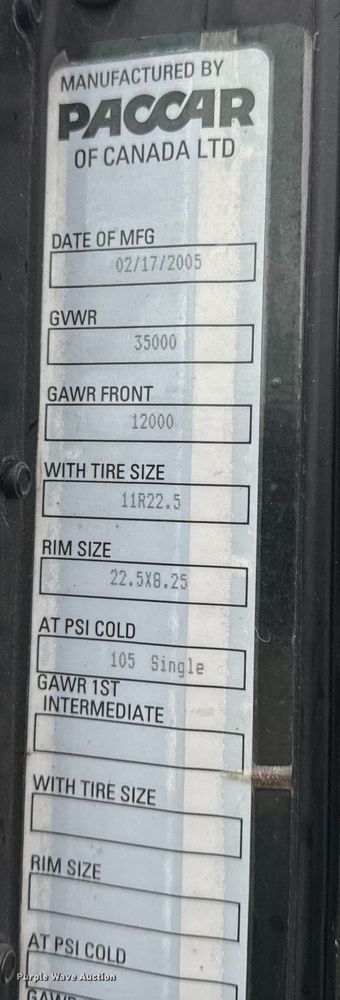 MANUFACTURED BY
PACCAR
OF CANADA LTD
DATE OF MFG
02/17/2005
GVWR
35000
GAWR FRONT
12000
WITH TIRE SIZE
11R22.5
RIM SIZE
22.5X8.25
AT PSI COLD
105 Single
GAWR 1ST
INTERMEDIATE
WITH TIRE SIZE
RIM SIZE
AT PSI COLD
Purple Wave Auction
GAWR